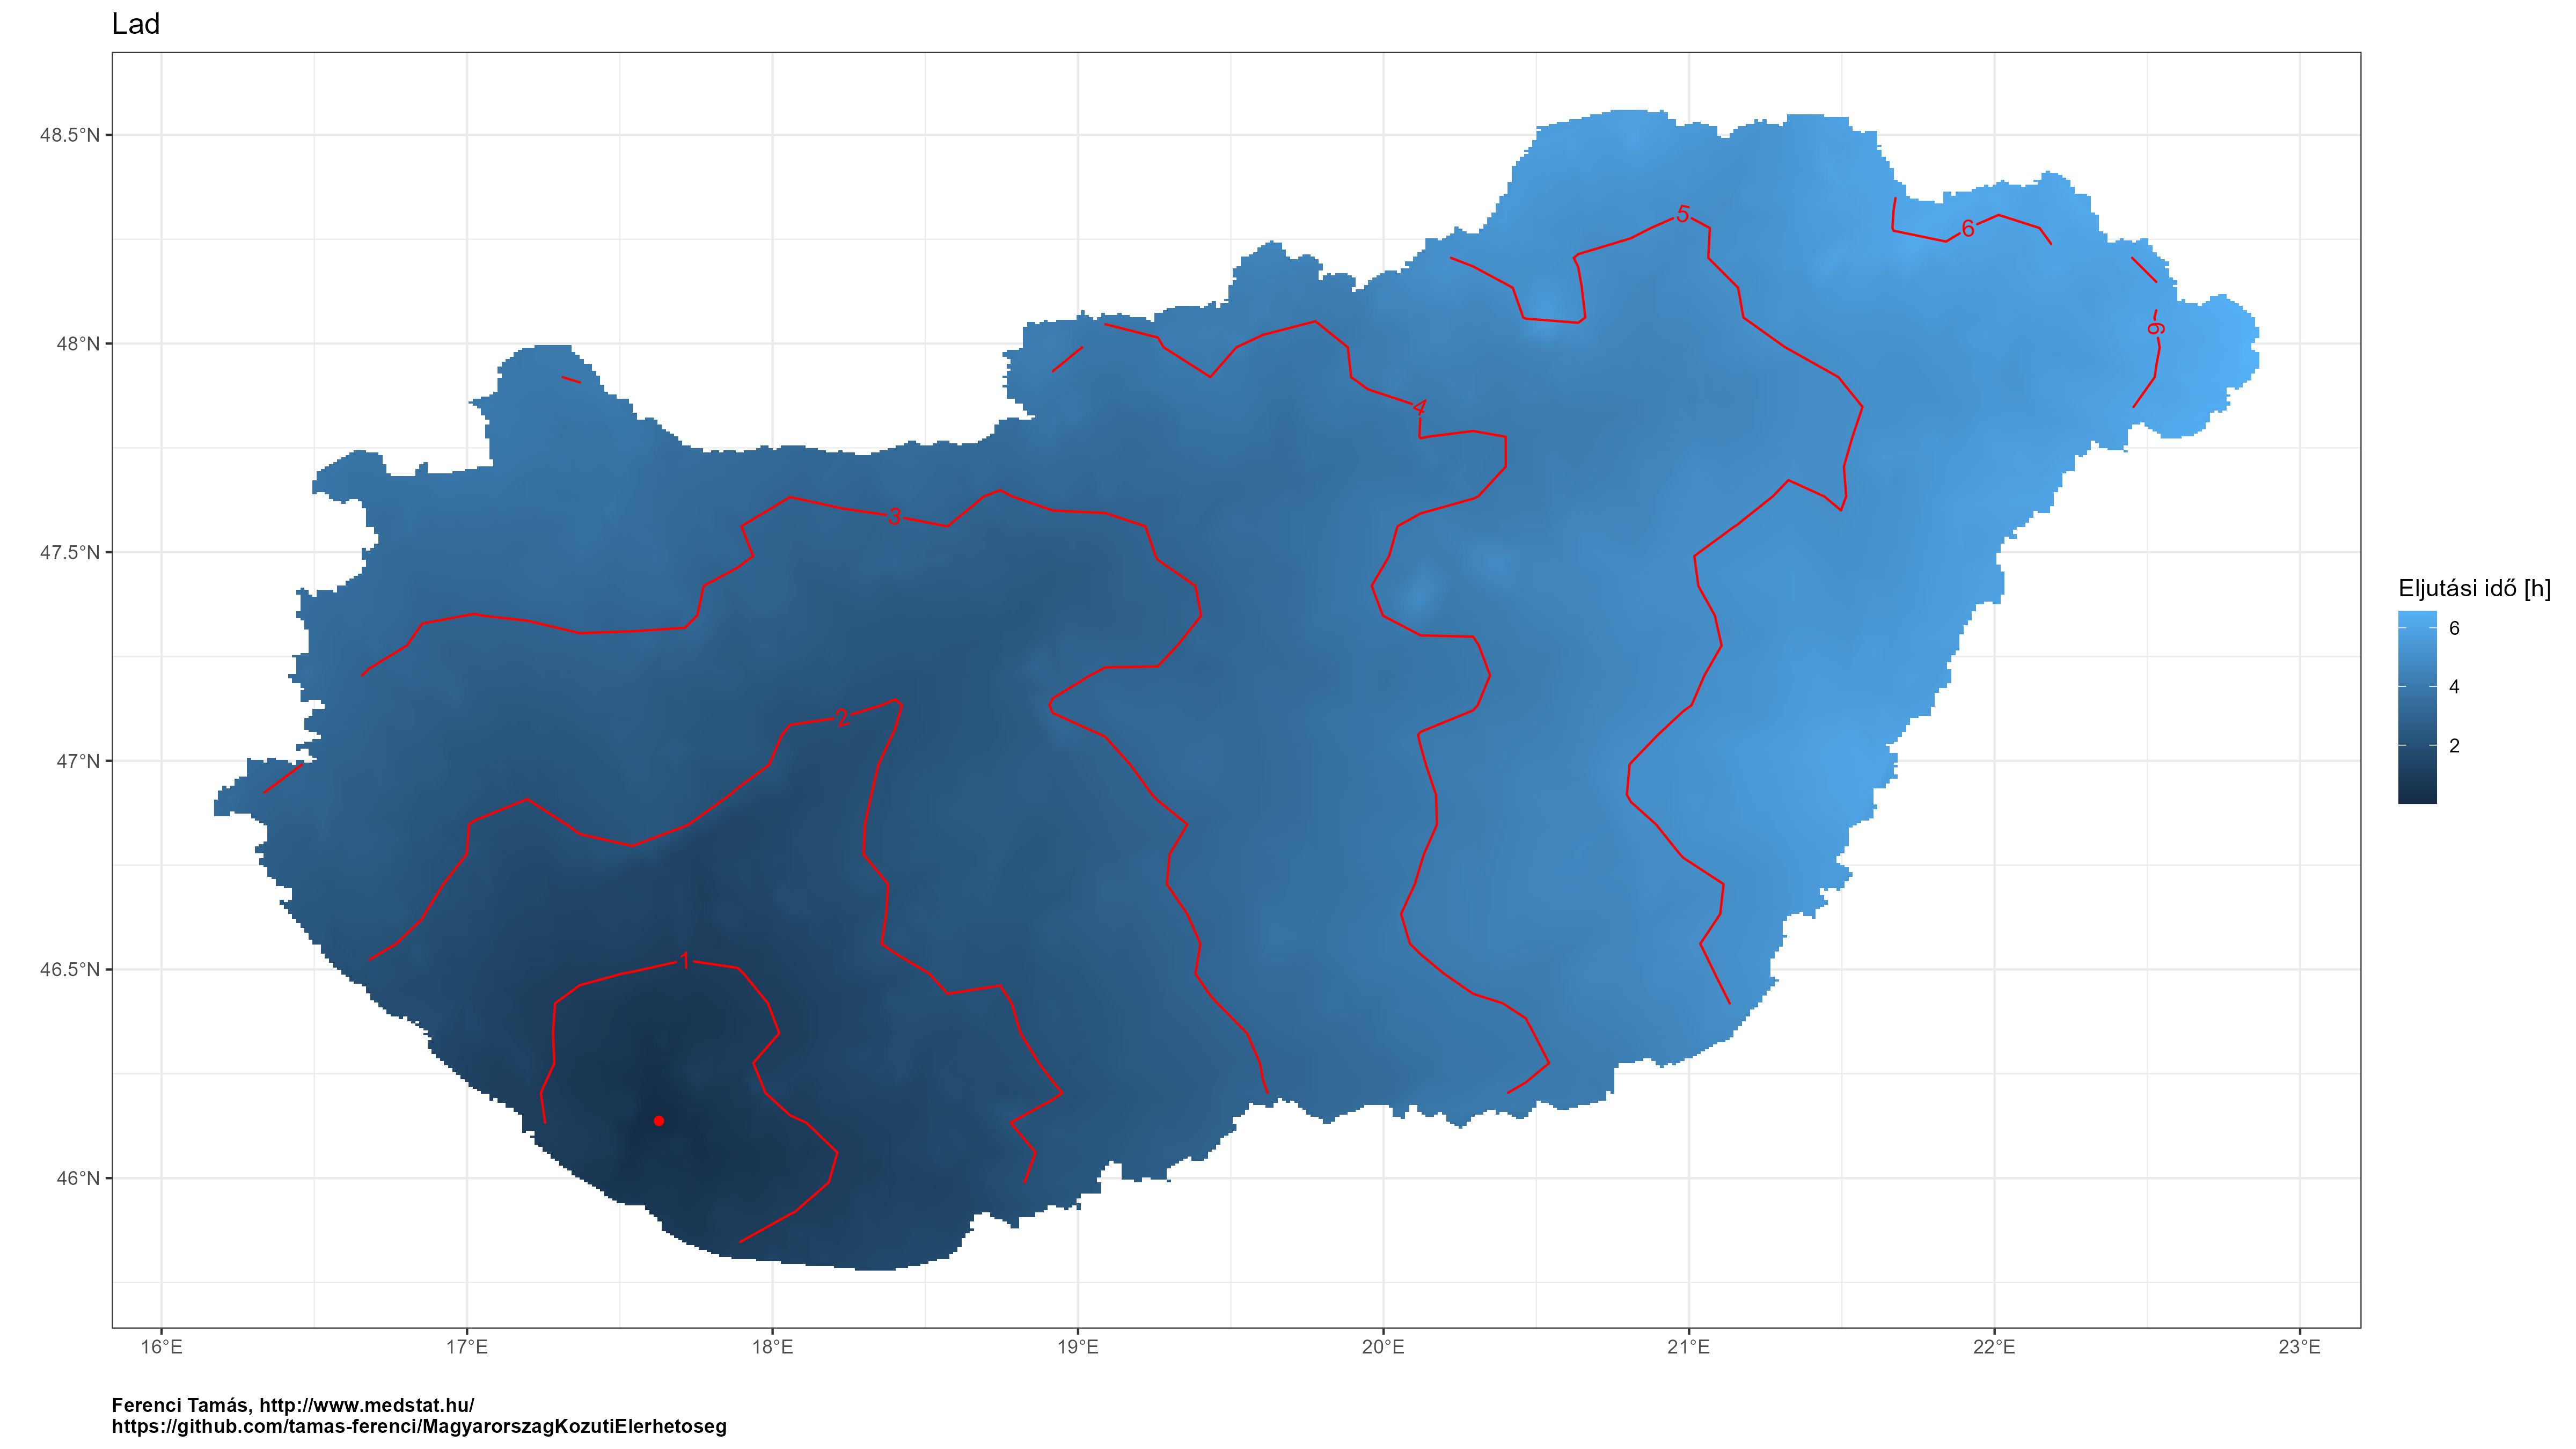 Lad
48.5°N
48°N
47.5°N
47°N
46.5°N
46°N
16°E
17°E
18°E
19°E
20°E
21°E
22°E
23°E
1
2
3
4
5
6
6
Eljutási idő [h]
6
4
2
Ferenci Tamás, http://www.medstat.hu/
https://github.com/tamas-ferenci/MagyarorszagKozutiElerhetoseg